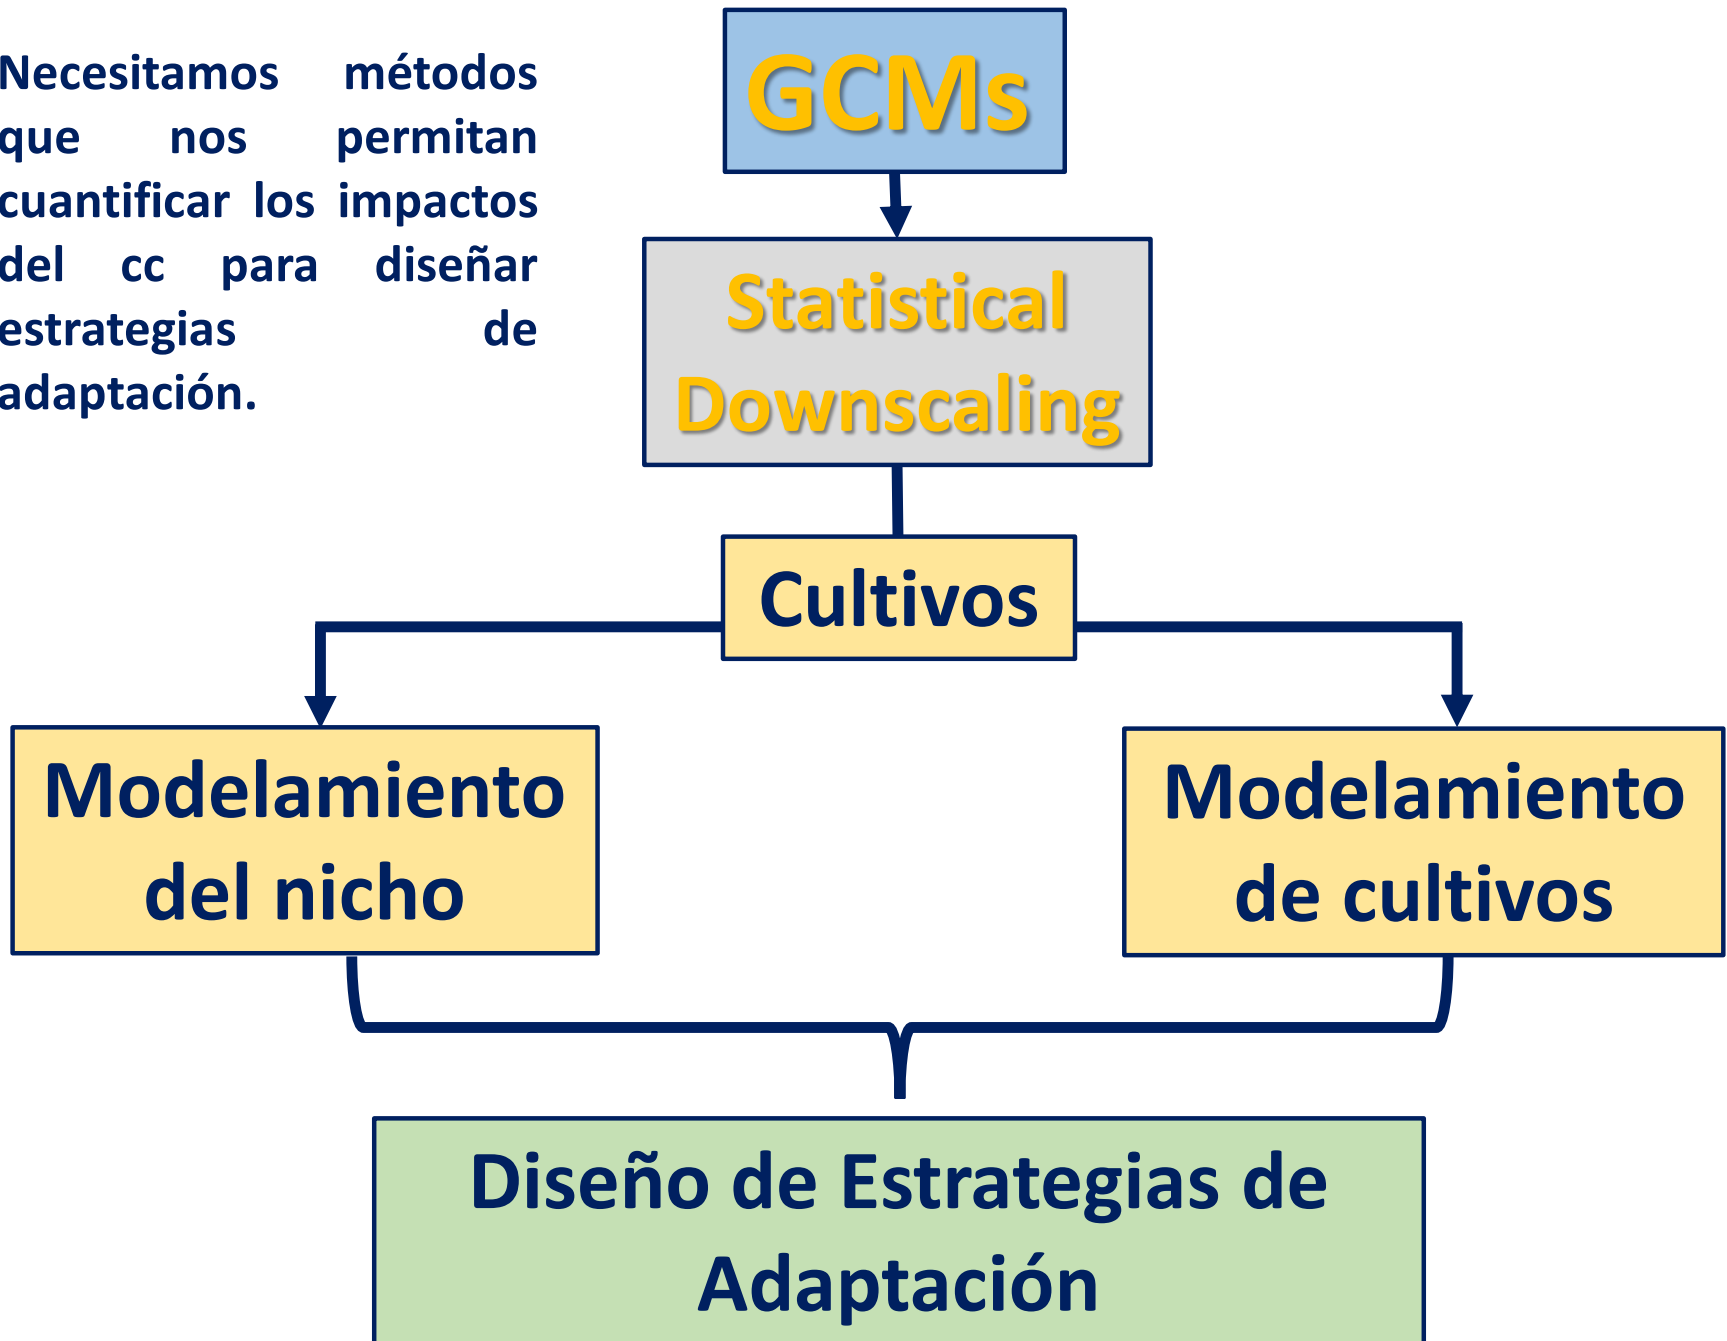 Necesitamos métodos
que nos permitan
cuantificar los impactos
del cc para diseñar
estrategias de
adaptación.
GCMs
Statistical
Downscaling
Cultivos
Modelamiento
del nicho
Modelamiento
de cultivos
Diseño de Estrategias de
Adaptación